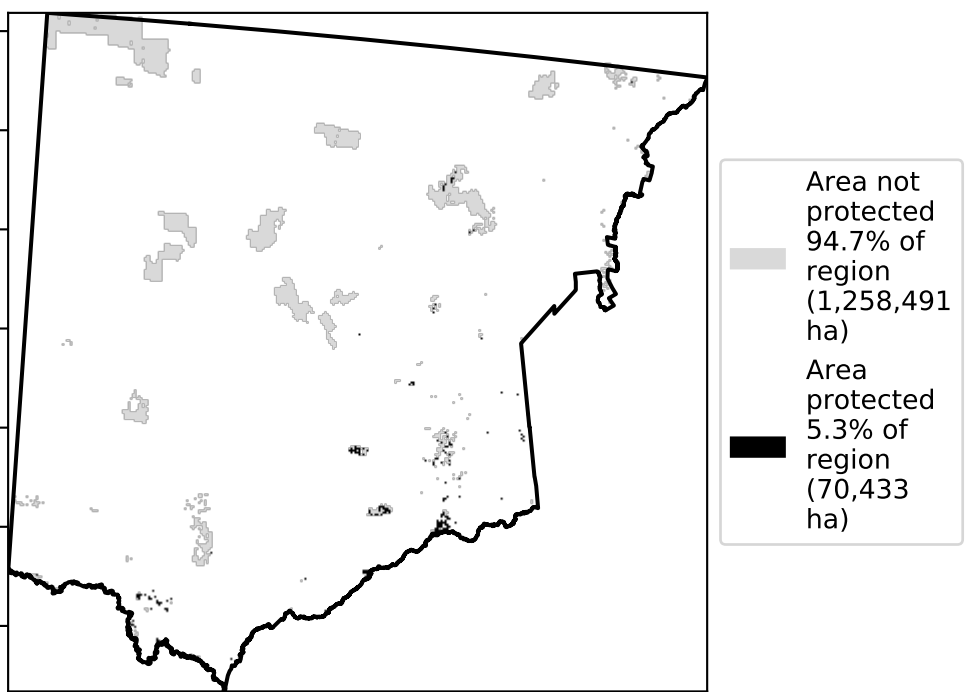 Area not
protected
94.7% of
region
(1,258,491
ha)
Area
protected
5.3% of
region
(70,433
ha)